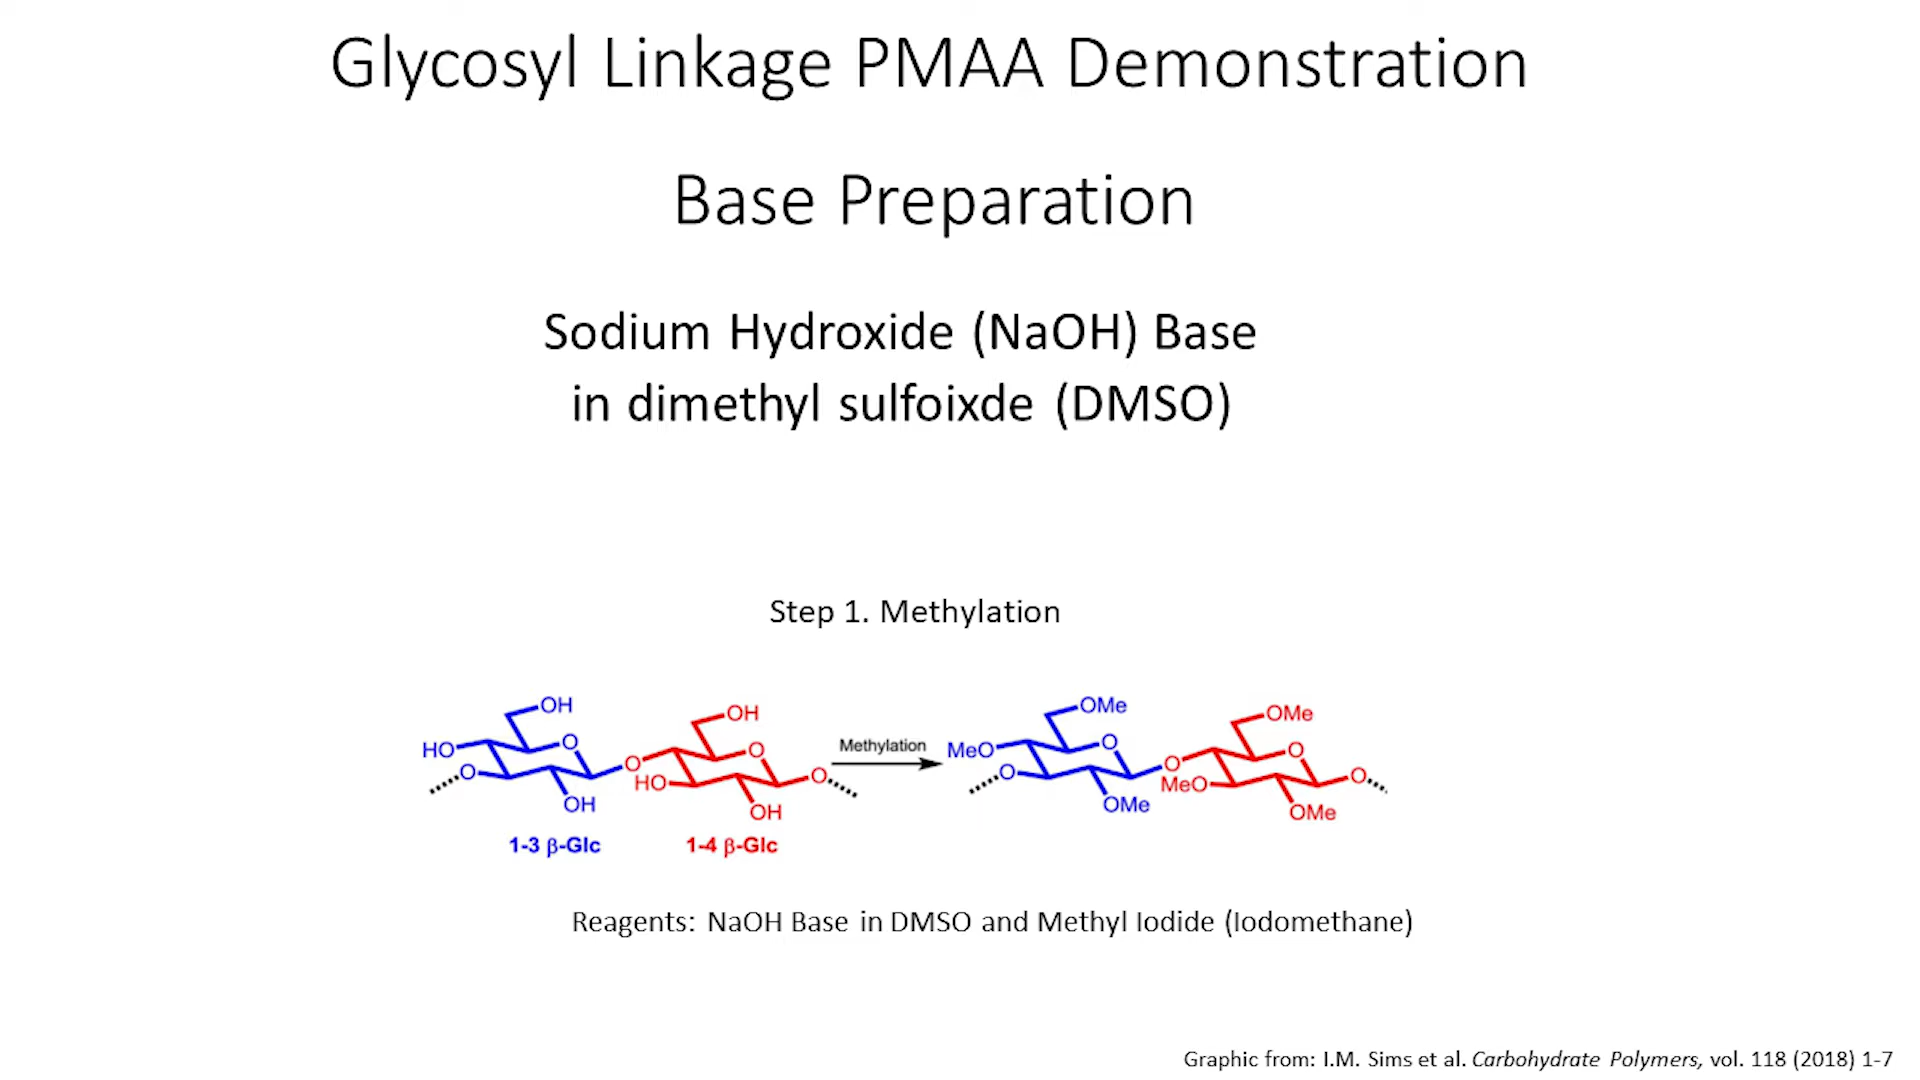 Glycosyl Linkage PMAA Demonstration
Base Preparation
Sodium Hydroxide (NaOH) Base
in dimethyl sulfoixde (DMSO)
Step 1. Methylation
OH
HO
O
O
OH
O
OH
O
HO
OH
O
1-3 β-Glc
1-4 β-Glc
Methylation
OMe
MeO
O
O
OMe
O
OMe
O
MeO
OMe
O
Reagents: NaOH Base in DMSO and Methyl Iodide (Iodomethane)
Graphic from: I.M. Sims et al. Carbohydrate Polymers, vol. 118 (2018) 1-7